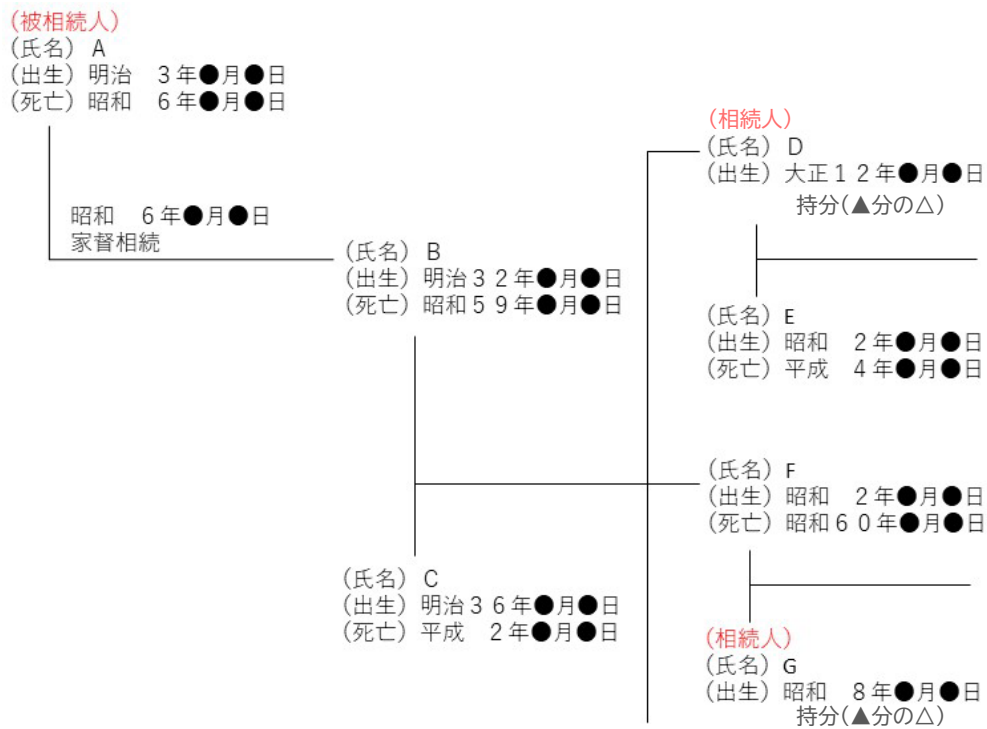 (被相続人)
(氏名) A
(出生) 明治　3年●月●日
(死亡) 昭和　6年●月●日
昭和　6年●月●日
家督相続
(氏名) B
(出生) 明治32年●月●日
(死亡) 昭和59年●月●日
(氏名) C
(出生) 明治36年●月●日
(死亡) 平成　2年●月●日
(相続人)
(氏名) D
(出生) 大正12年●月●日
持分(▲分の△)
(氏名) E
(出生) 昭和　2年●月●日
(死亡) 平成　4年●月●日
(氏名) F
(出生) 昭和　2年●月●日
(死亡) 昭和60年●月●日
(相続人)
(氏名) G
(出生) 昭和　8年●月●日
持分(▲分の△)